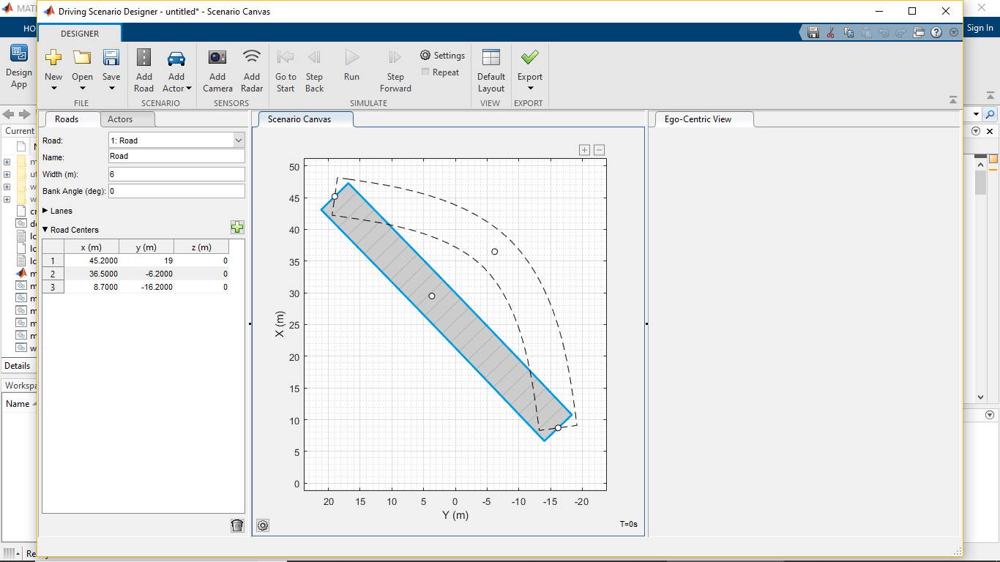 MAT
Driving Scenario Designer - untitled* - Scenario Canvas
HO
DESIGNER
Sign In
Design App
New
Open
Save
Add Road
Add Actor
Add Camera
Add Radar
Go to Start
Step Back
Run
Step Forward
Settings
Repeat
Default Layout
Export
FILE
SCENARIO
SENSORS
SIMULATE
VIEW
EXPORT
Roads
Actors
Scenario Canvas
Ego-Centric View
Current
Road:
1: Road
Name:
Road
Width (m):
6
Bank Angle (deg):
0
Lanes
Road Centers
x (m) y (m) z (m)
1 45.2000 19 0
2 36.5000 -6.2000 0
3 8.7000 -16.2000 0
50
45
40
35
30
25
20
15
10
5
0
X (m)
20 15 10 5 0 -5 -10 -15 -20
Y (m)
T=0s
Details
Workspa
Name
Re